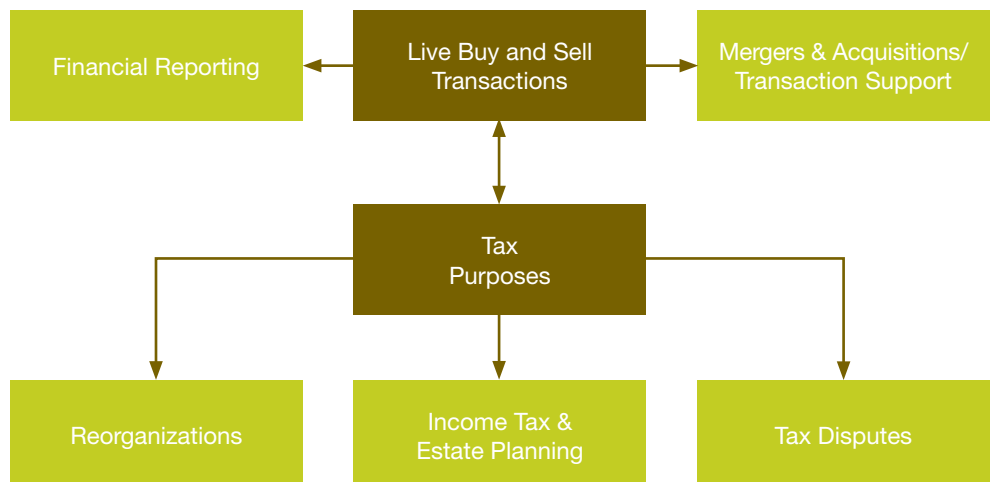 Financial Reporting
Live Buy and Sell
Transactions
Mergers & Acquisitions/
Transaction Support
Tax
Purposes
Reorganizations
Income Tax &
Estate Planning
Tax Disputes